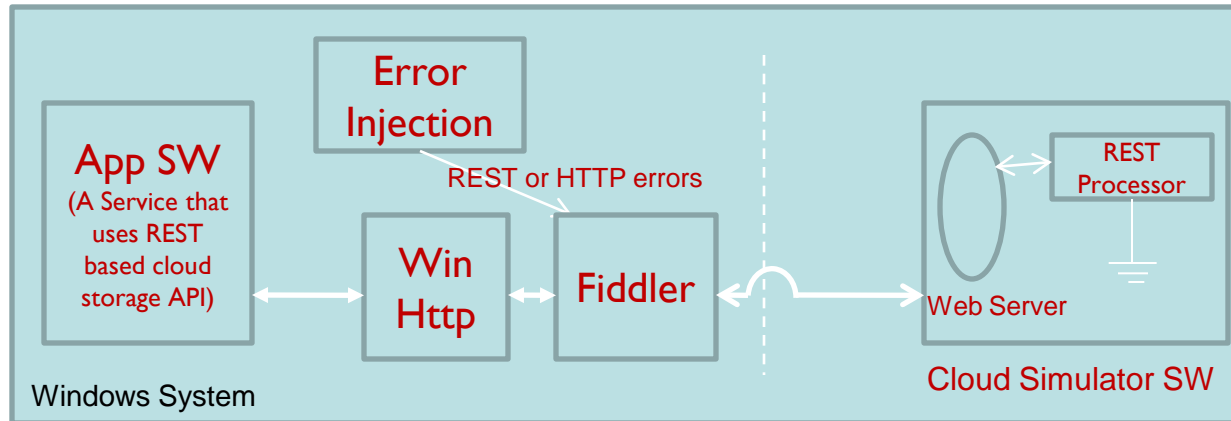 Error
Injection
App SW
(A Service that
uses REST
based cloud
storage API)
REST or HTTP errors
Win
Http
Fiddler
REST
Processor
Web Server
Windows System
Cloud Simulator SW